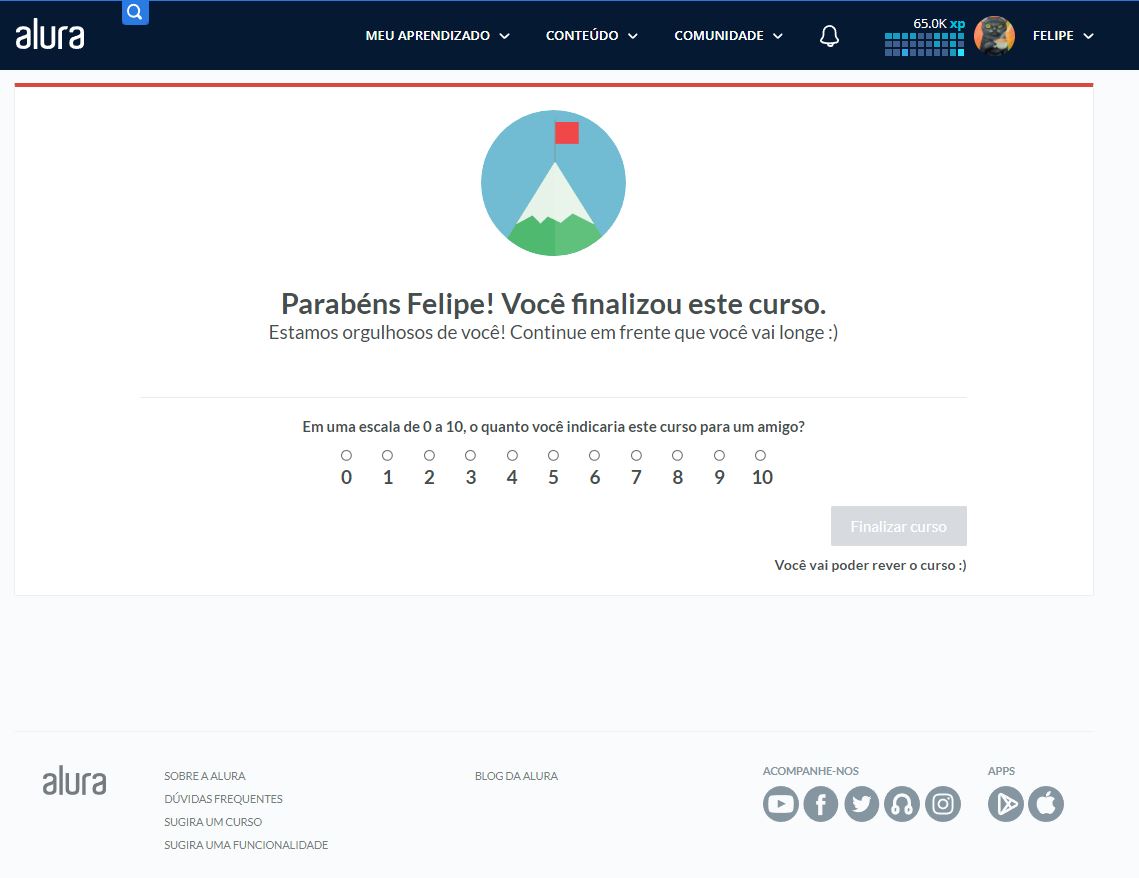 alura
MEU APRENDIZADO
CONTEÚDO
COMUNIDADE
65.0K xp
FELIPE
Parabéns Felipe! Você finalizou este curso.
Estamos orgulhosos de você! Continue em frente que você vai longe :)
Em uma escala de 0 a 10, o quanto você indicaria este curso para um amigo?
0 1 2 3 4 5 6 7 8 9 10
Finalizar curso
Você vai poder rever o curso :)
alura
SOBRE A ALURA
DÚVIDAS FREQUENTES
SUGIRA UM CURSO
SUGIRA UMA FUNCIONALIDADE
BLOG DA ALURA
ACOMPANHE-NOS
APPS